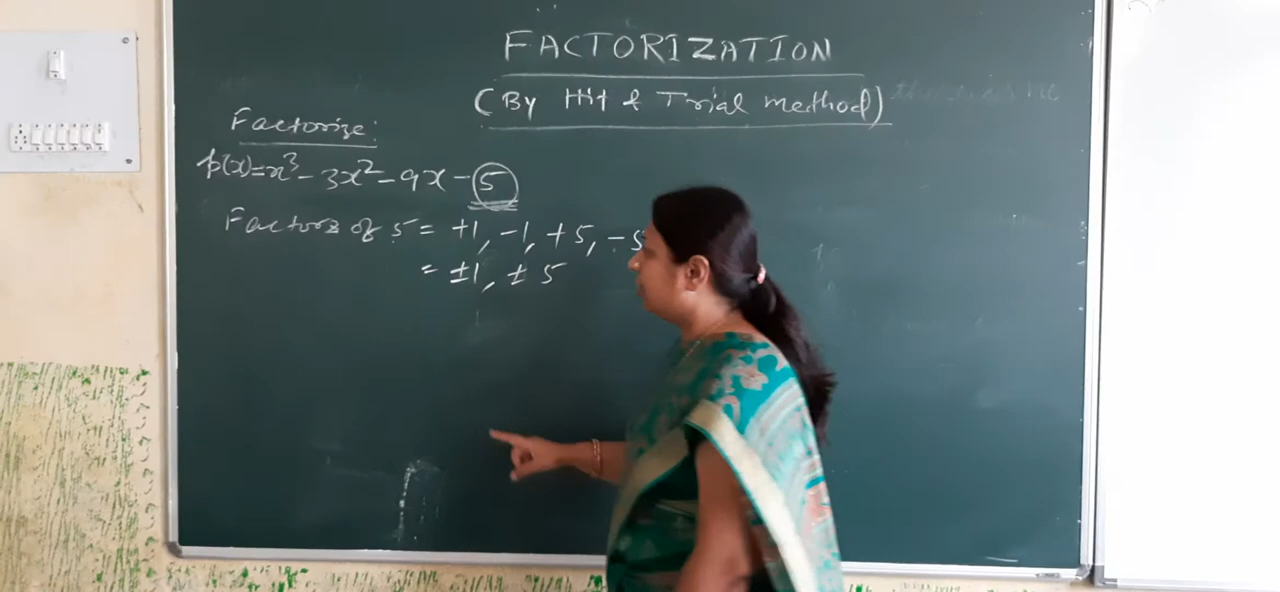 FACTORIZATION
(By Hit & Trial method)
Factorize:
p(x)=x³-3x²-9x-5
Factors of 5 = +1, -1, +5, -5
= ±1, ± 5